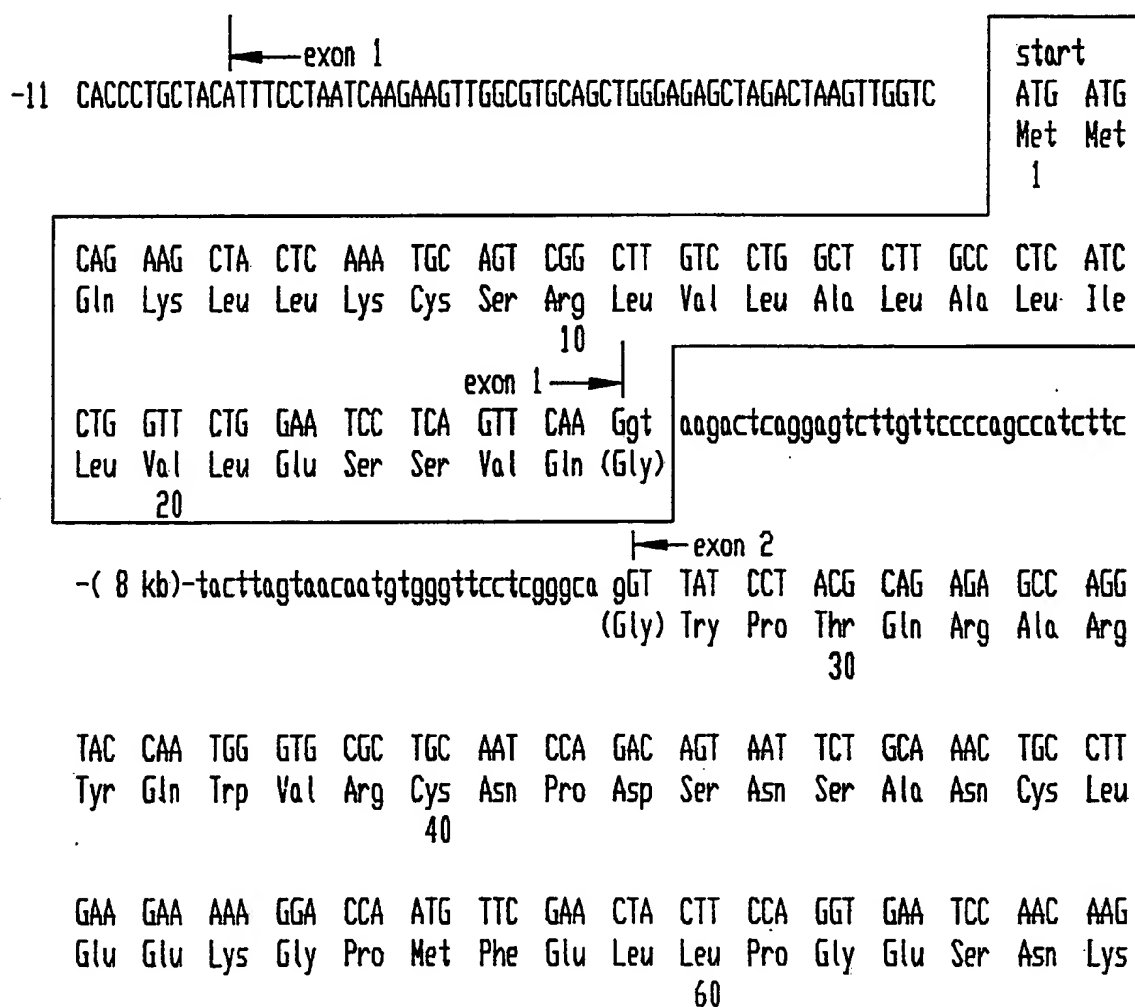 exon 1
start
-11 CACCCTGCTACATTTCCTAATCAAGAAGTTGGCGTGCAGCTGGGAGAGCTAGACTAAGTTGGTC ATG ATG
Met Met
1
CAG AAG CTA CTC AAA TGC AGT CGG CTT GTC CTG GCT CTT GCC CTC ATC
Gln Lys Leu Leu Lys Cys Ser Arg Leu Val Leu Ala Leu Ala Leu Ile
10
exon 1
CTG GTT CTG GAA TCC TCA GTT CAA Ggt aagactcaggagtcttgttccccagccatcttc
Leu Val Leu Glu Ser Ser Val Gln (Gly)
20
exon 2
-( 8 kb)-tacttagtaacaatgtgggttcctcgggca gGT TAT CCT ACG CAG AGA GCC AGG
(Gly) Try Pro Thr Gln Arg Ala Arg
30
TAC CAA TGG GTG CGC TGC AAT CCA GAC AGT AAT TCT GCA AAC TGC CTT
Tyr Gln Trp Val Arg Cys Asn Pro Asp Ser Asn Ser Ala Asn Cys Leu
40
GAA GAA AAA GGA CCA ATG TTC GAA CTA CTT CCA GGT GAA TCC AAC AAG
Glu Glu Lys Gly Pro Met Phe Glu Leu Leu Pro Gly Glu Ser Asn Lys
60